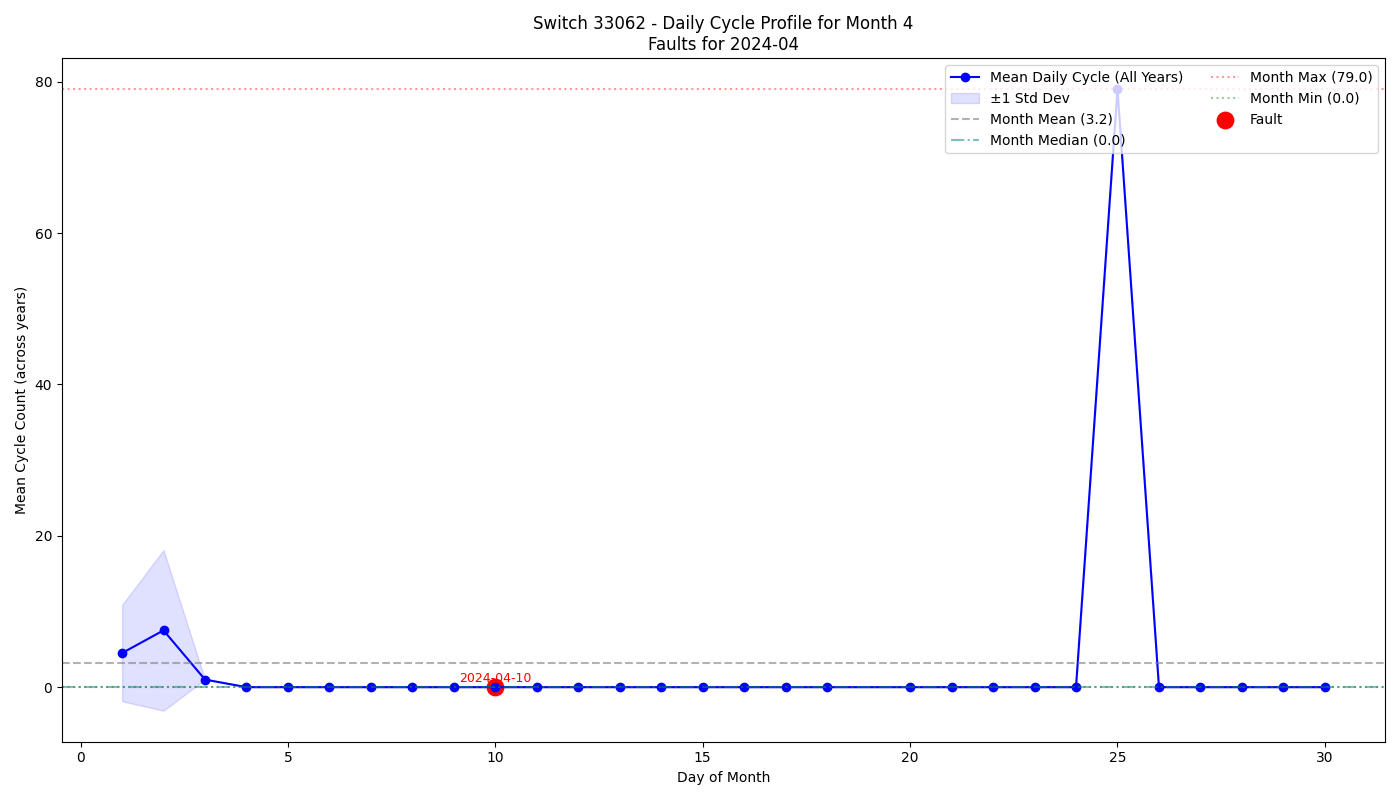 Switch 33062 - Daily Cycle Profile for Month 4
Faults for 2024-04
Mean Cycle Count (across years)
80
60
40
20
0
Mean Daily Cycle (All Years)
±1 Std Dev
Month Mean (3.2)
Month Median (0.0)
Month Max (79.0)
Month Min (0.0)
Fault
2024-04-10
0
5
10
15
20
25
30
Day of Month